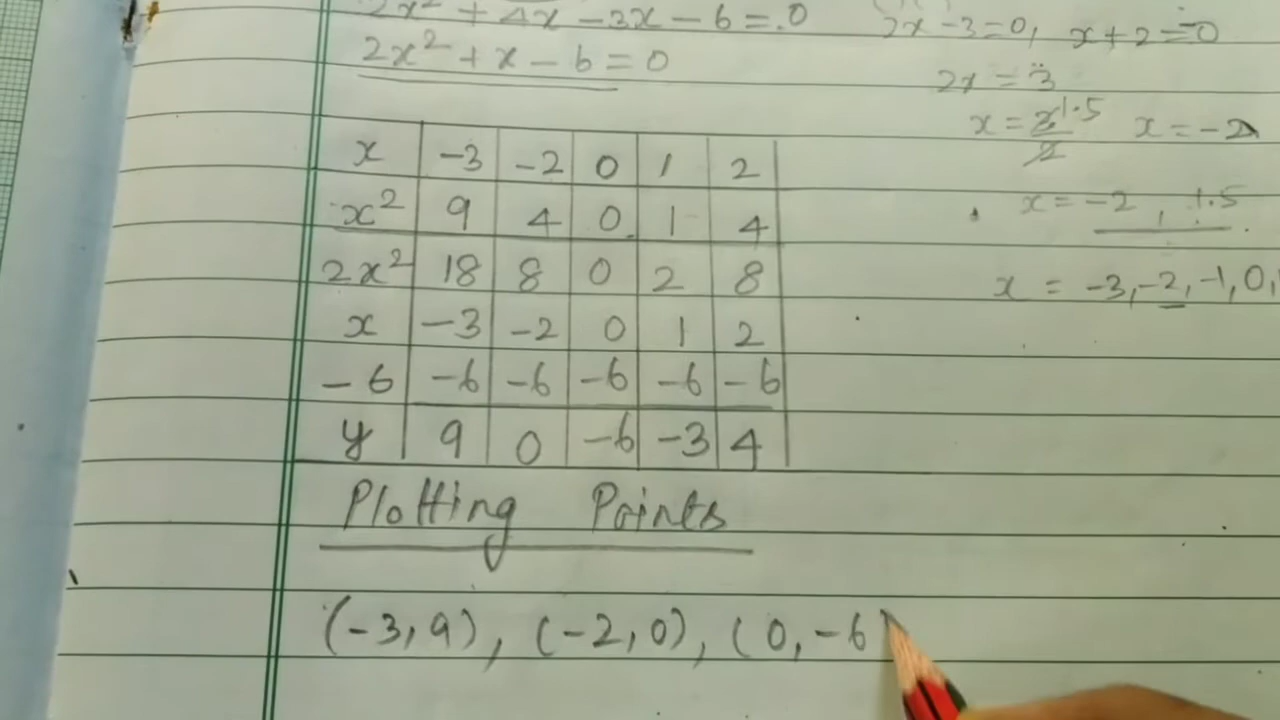 2x² + 4x - 3x - 6 = 0
2x² + x - 6 = 0
2x - 3 = 0, x + 2 = 0
2x = 3
x = 3/2 1.5 x = -2
x = -2, 1.5
x = -3, -2, -1, 0,
x -3 -2 0 1 2
x² 9 4 0 1 4
2x² 18 8 0 2 8
x -3 -2 0 1 2
-6 -6 -6 -6 -6 -6
y 9 0 -6 -3 4
Plotting Points
(-3, 9), (-2, 0), (0, -6)